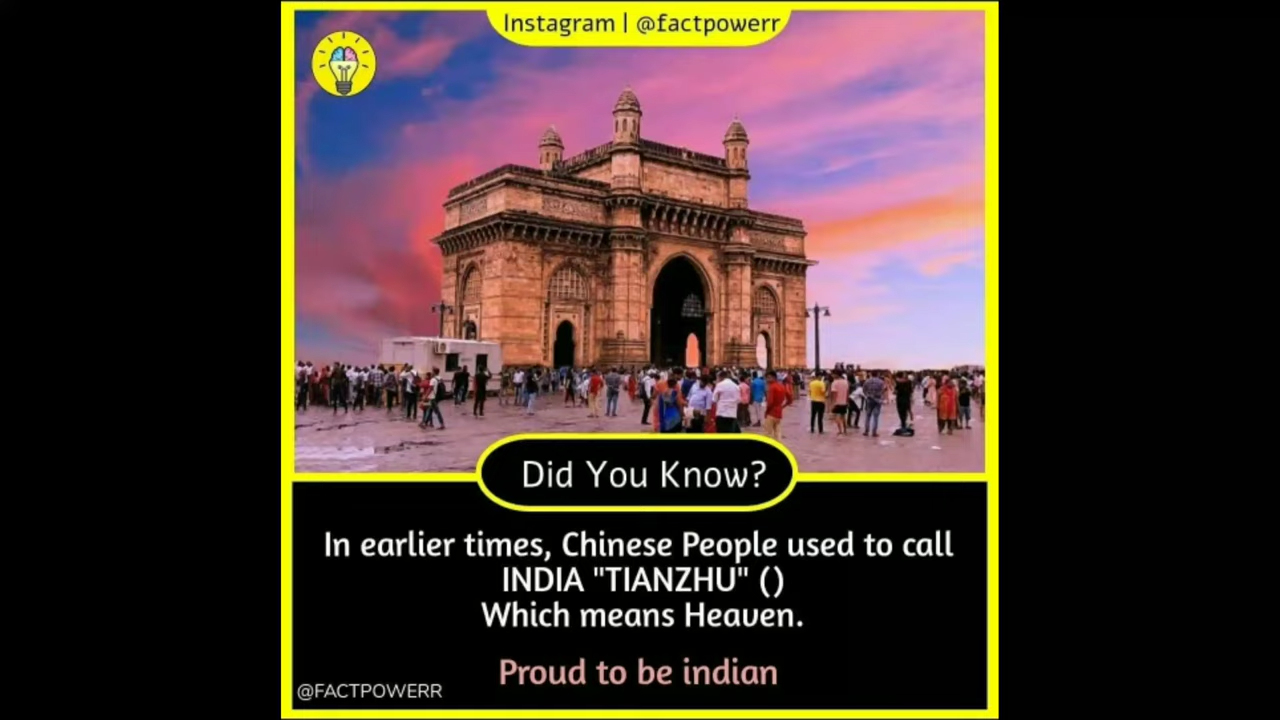 Instagram | @factpowerr
Did You Know?
In earlier times, Chinese People used to call
INDIA "TIANZHU" ()
Which means Heaven.
Proud to be indian
@FACTPOWERR